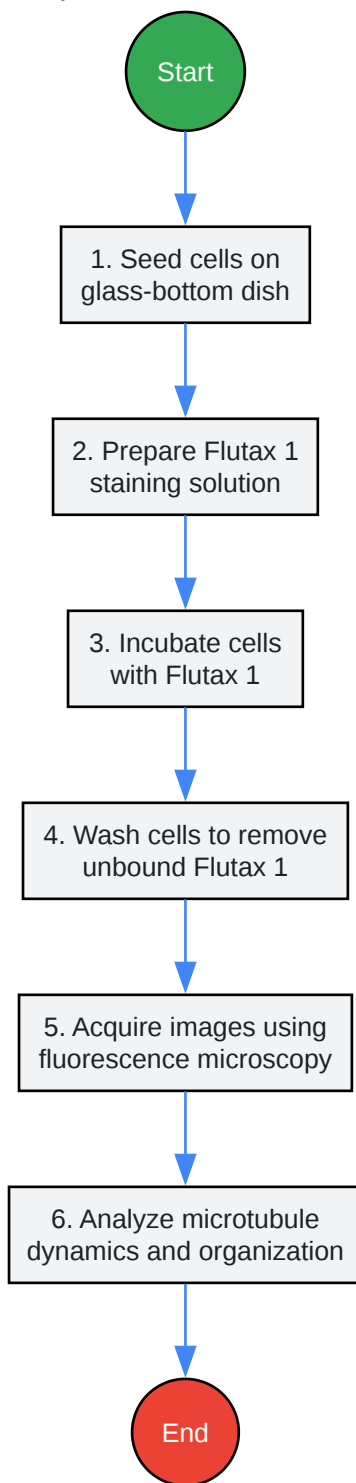 Start
1. Seed cells on
glass-bottom dish
2. Prepare Flutax 1
staining solution
3. Incubate cells
with Flutax 1
4. Wash cells to remove
unbound Flutax 1
5. Acquire images using
fluorescence microscopy
6. Analyze microtubule
dynamics and organization
End